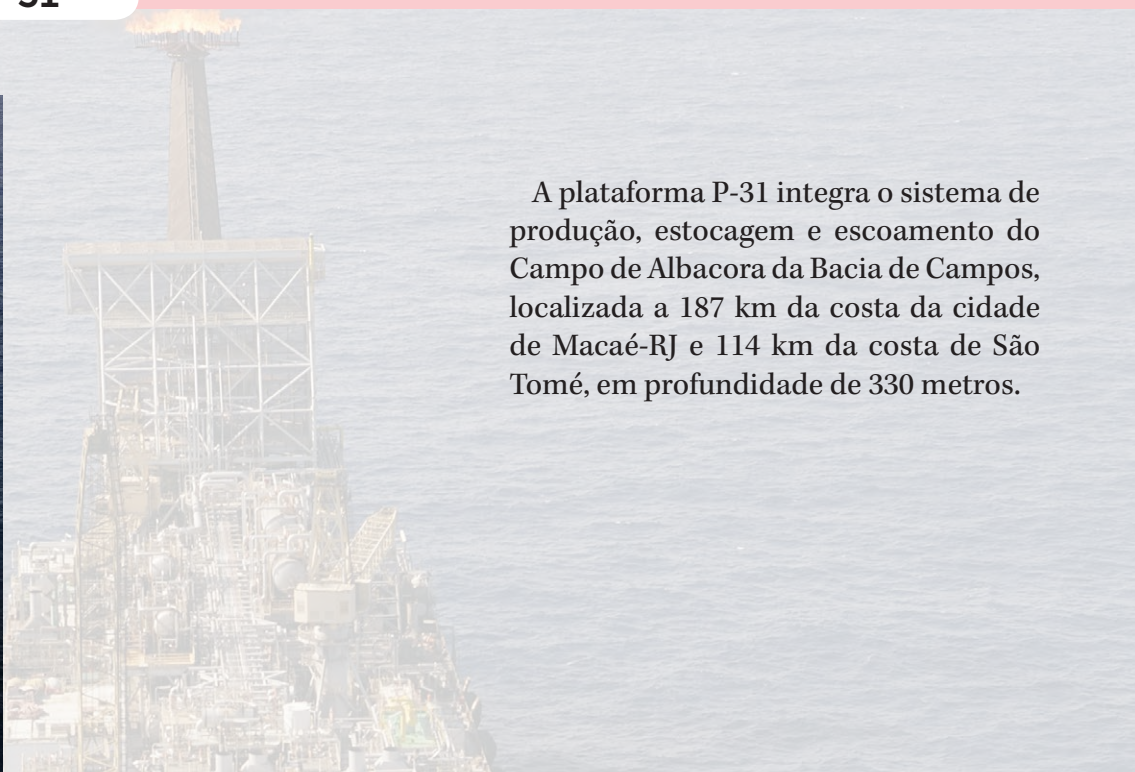 31
A plataforma P-31 integra o sistema de
produção, estocagem e escoamento do
Campo de Albacora da Bacia de Campos,
localizada a 187 km da costa da cidade
de Macaé-RJ e 114 km da costa de São
Tomé, em profundidade de 330 metros.